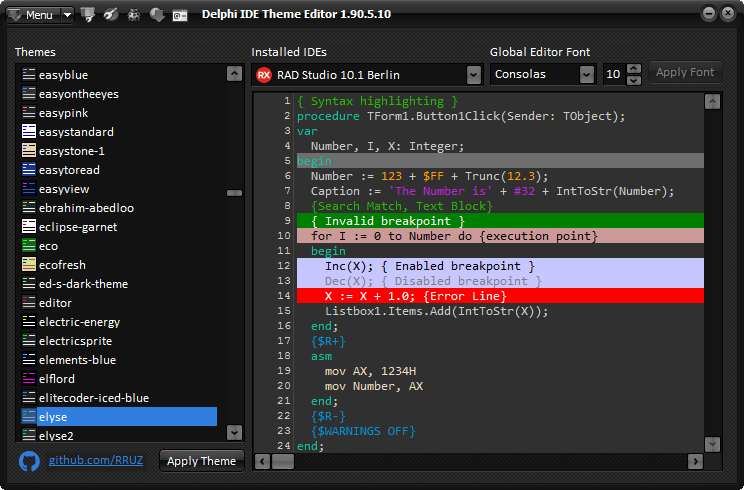 Menu Delphi IDE Theme Editor 1.90.5.10
Themes
easyblue
easyontheeyes
easypink
easystandard
easystone-1
easytoread
easyview
ebrahim-abedloo
eclipse-garnet
eco
ecofresh
ed-s-dark-theme
editor
electric-energy
electricsprite
elements-blue
elflord
elitecoder-iced-blue
elyse
elyse2
github.com/RRUZ
Apply Theme
Installed IDEs
RX RAD Studio 10.1 Berlin
Global Editor Font
Consolas 10 Apply Font
1 { Syntax highlighting }
2 procedure TForm1.Button1Click(Sender: TObject);
3 var
4 Number, I, X: Integer;
5 begin
6 Number := 123 + $FF + Trunc(12.3);
7 Caption := 'The Number is' + #32 + IntToStr(Number);
8 {Search Match, Text Block}
9 { Invalid breakpoint }
10 for I := 0 to Number do {execution point}
11 begin
12 Inc(X); { Enabled breakpoint }
13 Dec(X); { Disabled breakpoint }
14 X := X + 1.0; {Error Line}
15 Listbox1.Items.Add(IntToStr(X));
16 end;
17 {$R+}
18 asm
19 mov AX, 1234H
20 mov Number, AX
21 end;
22 {$R-}
23 {$WARNINGS OFF}
24 end;